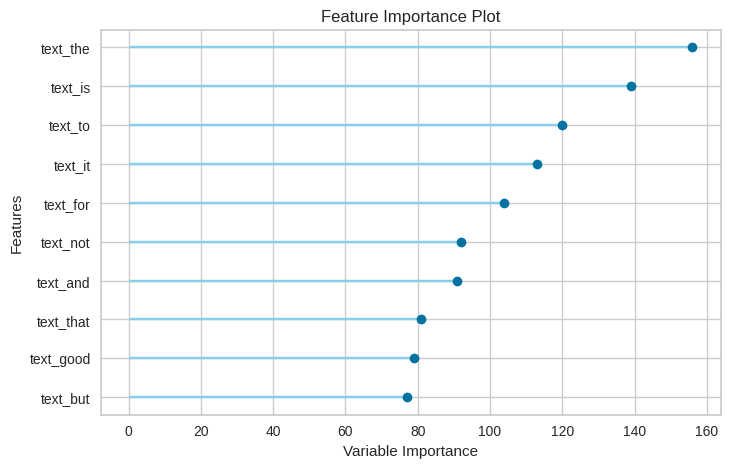 Feature Importance Plot
Features
text_the
text_is
text_to
text_it
text_for
text_not
text_and
text_that
text_good
text_but
0 20 40 60 80 100 120 140 160
Variable Importance